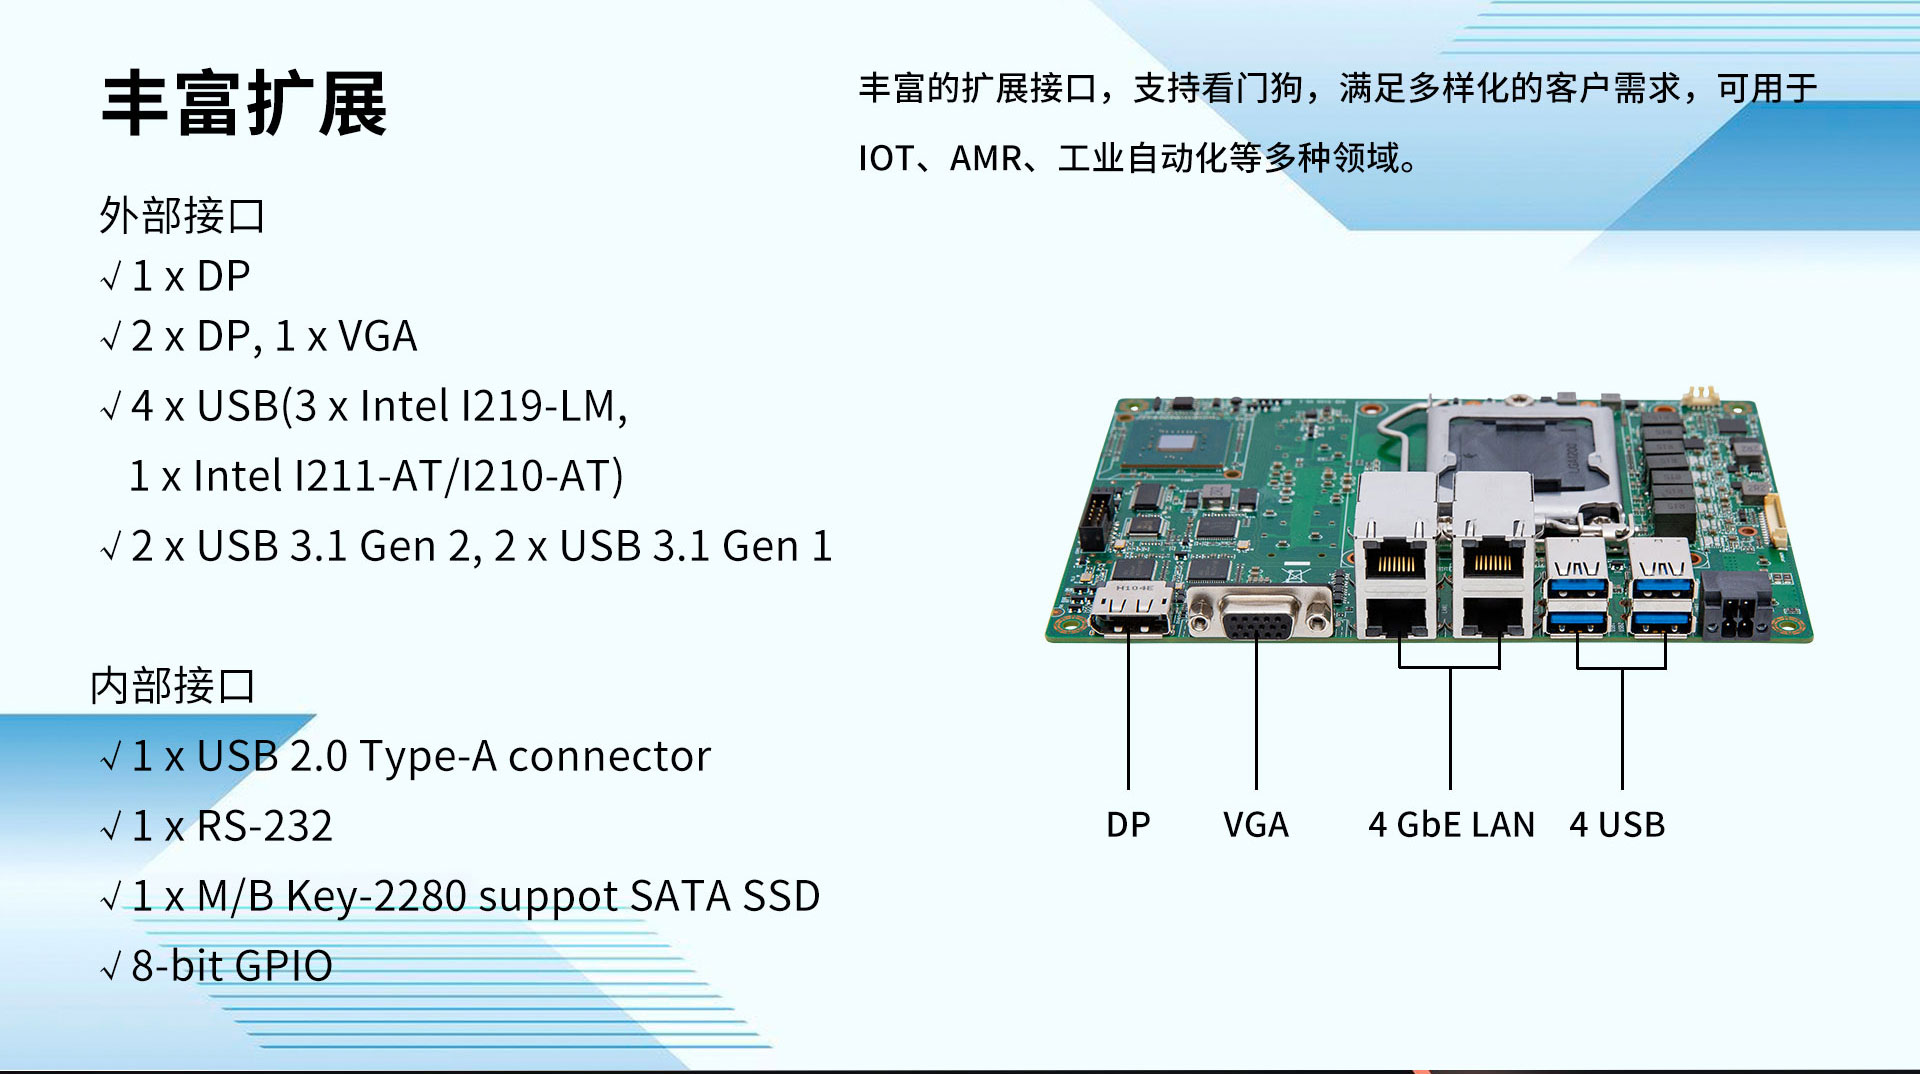 丰富扩展
丰富的扩展接口，支持看门狗，满足多样化的客户需求，可用于
IOT、AMR、工业自动化等多种领域。
外部接口
√ 1 x DP
√ 2 x DP, 1 x VGA
√ 4 x USB(3 x Intel I219-LM,
1 x Intel I211-AT/I210-AT)
√ 2 x USB 3.1 Gen 2, 2 x USB 3.1 Gen 1
内部接口
√ 1 x USB 2.0 Type-A connector
√ 1 x RS-232
√ 1 x M/B Key-2280 suppot SATA SSD
√ 8-bit GPIO
H104E
DP
VGA
4 GbE LAN
4 USB